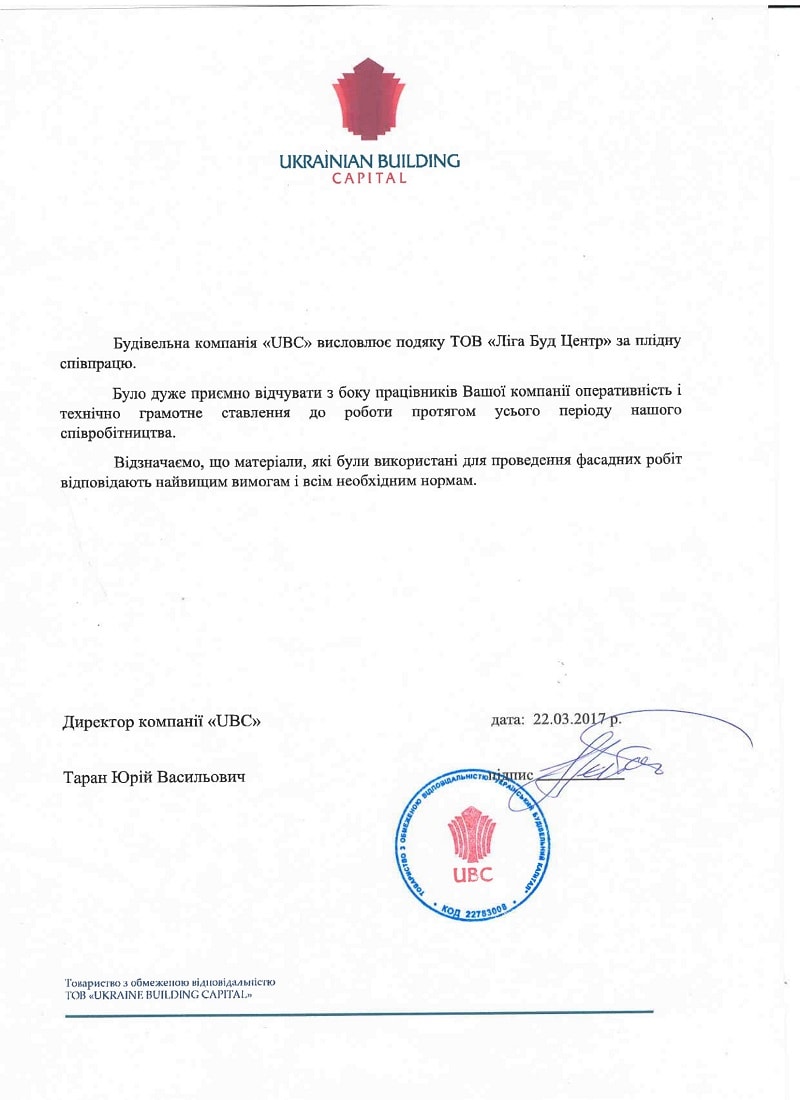 UKRAINIAN BUILDING
CAPITAL
Будівельна компанія «UBC» висловлює подяку ТОВ «Ліга Буд Центр» за плідну
співпрацю.
Було дуже приємно відчувати з боку працівників Вашої компанії оперативність і
технічно грамотне ставлення до роботи протягом усього періоду нашого
співробітництва.
Відзначаємо, що матеріали, які були використані для проведення фасадних робіт
відповідають найвищим вимогам і всім необхідним нормам.
Директор компанії «UBC»
дата: 22.03.2017 р.
Таран Юрій Васильович
підпис
ТОВАРИСТВО З ОБМЕЖЕНОЮ ВІДПОВІДАЛЬНІСТЮ "УКРАЇНСЬКИЙ БУДІВЕЛЬНИЙ КАПІТАЛ"
UBC
КОД 22783008
Товариство з обмеженою відповідальністю
ТОВ «UKRAINE BUILDING CAPITAL»